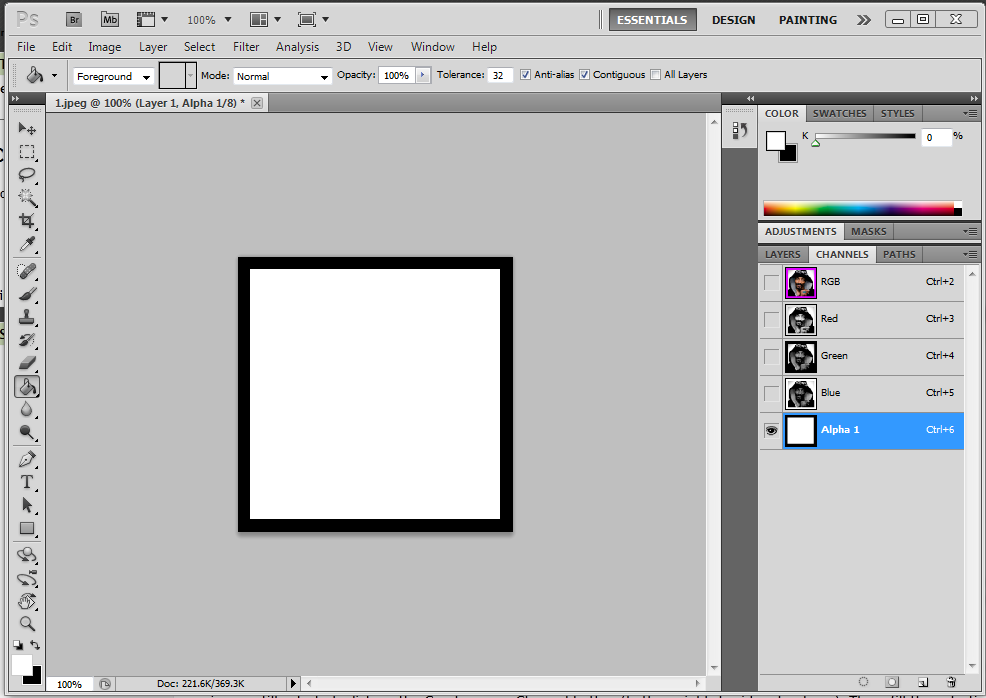 Ps Br Mb 100% ESSENTIALS DESIGN PAINTING
File Edit Image Layer Select Filter Analysis 3D View Window Help
Foreground Mode: Normal Opacity: 100% Tolerance: 32 Anti-alias Contiguous All Layers
1.jpeg @ 100% (Layer 1, Alpha 1/8) *
COLOR SWATCHES STYLES
K 0 %
ADJUSTMENTS MASKS
LAYERS CHANNELS PATHS
RGB Ctrl+2
Red Ctrl+3
Green Ctrl+4
Blue Ctrl+5
Alpha 1 Ctrl+6
T
100% Doc: 221.6K/369.3K